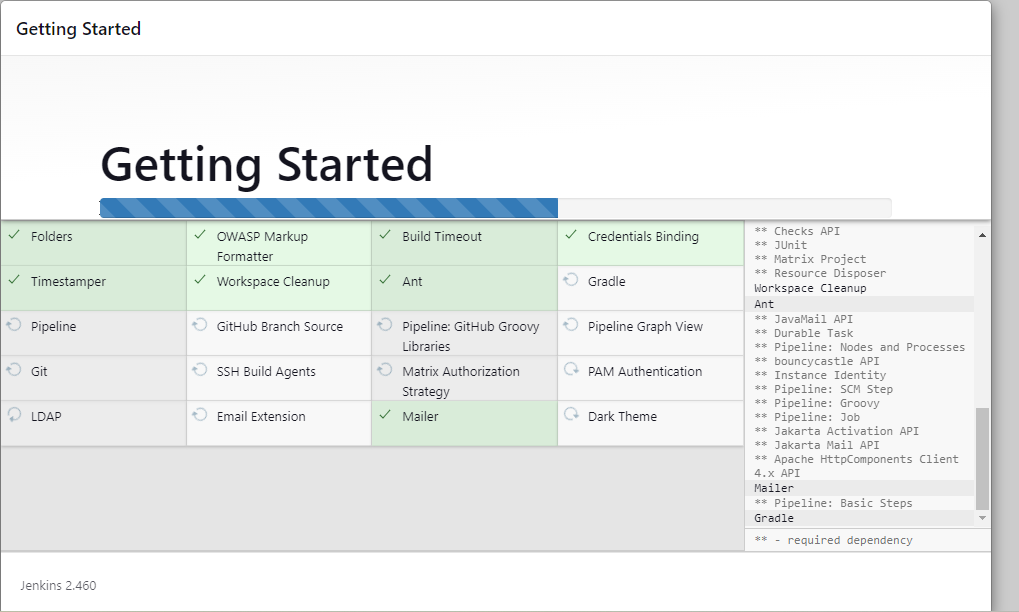 Getting Started
Getting Started
Folders
OWASP Markup
Formatter
Build Timeout
Credentials Binding
Timestamper
Workspace Cleanup
Ant
Gradle
Pipeline
GitHub Branch Source
Pipeline: GitHub Groovy
Libraries
Pipeline Graph View
Git
SSH Build Agents
Matrix Authorization
Strategy
PAM Authentication
LDAP
Email Extension
Mailer
Dark Theme
** Checks API
** JUnit
** Matrix Project
** Resource Disposer
Workspace Cleanup
Ant
** JavaMail API
** Durable Task
** Pipeline: Nodes and Processes
** bouncycastle API
** Instance Identity
** Pipeline: SCM Step
** Pipeline: Groovy
** Pipeline: Job
** Jakarta Activation API
** Jakarta Mail API
** Apache HttpComponents Client
4.x API
Mailer
** Pipeline: Basic Steps
Gradle
** - required dependency
Jenkins 2.460